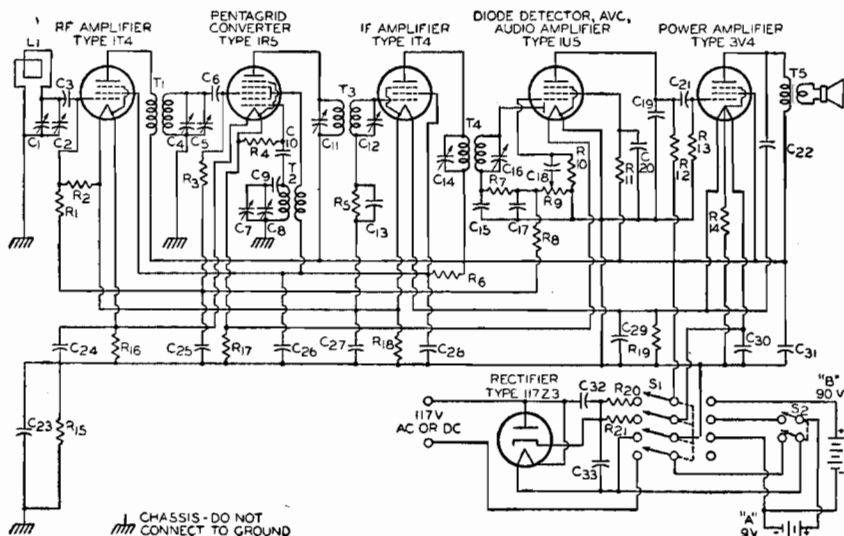 RF AMPLIFIER
TYPE 1T4
PENTAGRID
CONVERTER
TYPE 1R5
IF AMPLIFIER
TYPE 1T4
DIODE DETECTOR, AVC,
AUDIO AMPLIFIER
TYPE 1U5
POWER AMPLIFIER
TYPE 3V4
L1
C3
T1
C6
T3
T4
C19
C21
T5
C1
C2
C4
C5
R4
C10
C11
C12
C14
C16
C18
R10
R11
C20
R12
R13
C22
R2
R1
R3
C9
T2
C7
C8
R5
C13
R7
R9
C15
C17
R8
R14
R6
C24
R16
C25
R17
C26
C27
R18
C28
C29
R19
C30
C31
C23
R15
117V
AC OR DC
RECTIFIER
TYPE 117Z3
C32
R20
R21
C33
S1
S2
"B"
90 V
+
-
"A"
9V
- +
CHASSIS - DO NOT
CONNECT TO GROUND